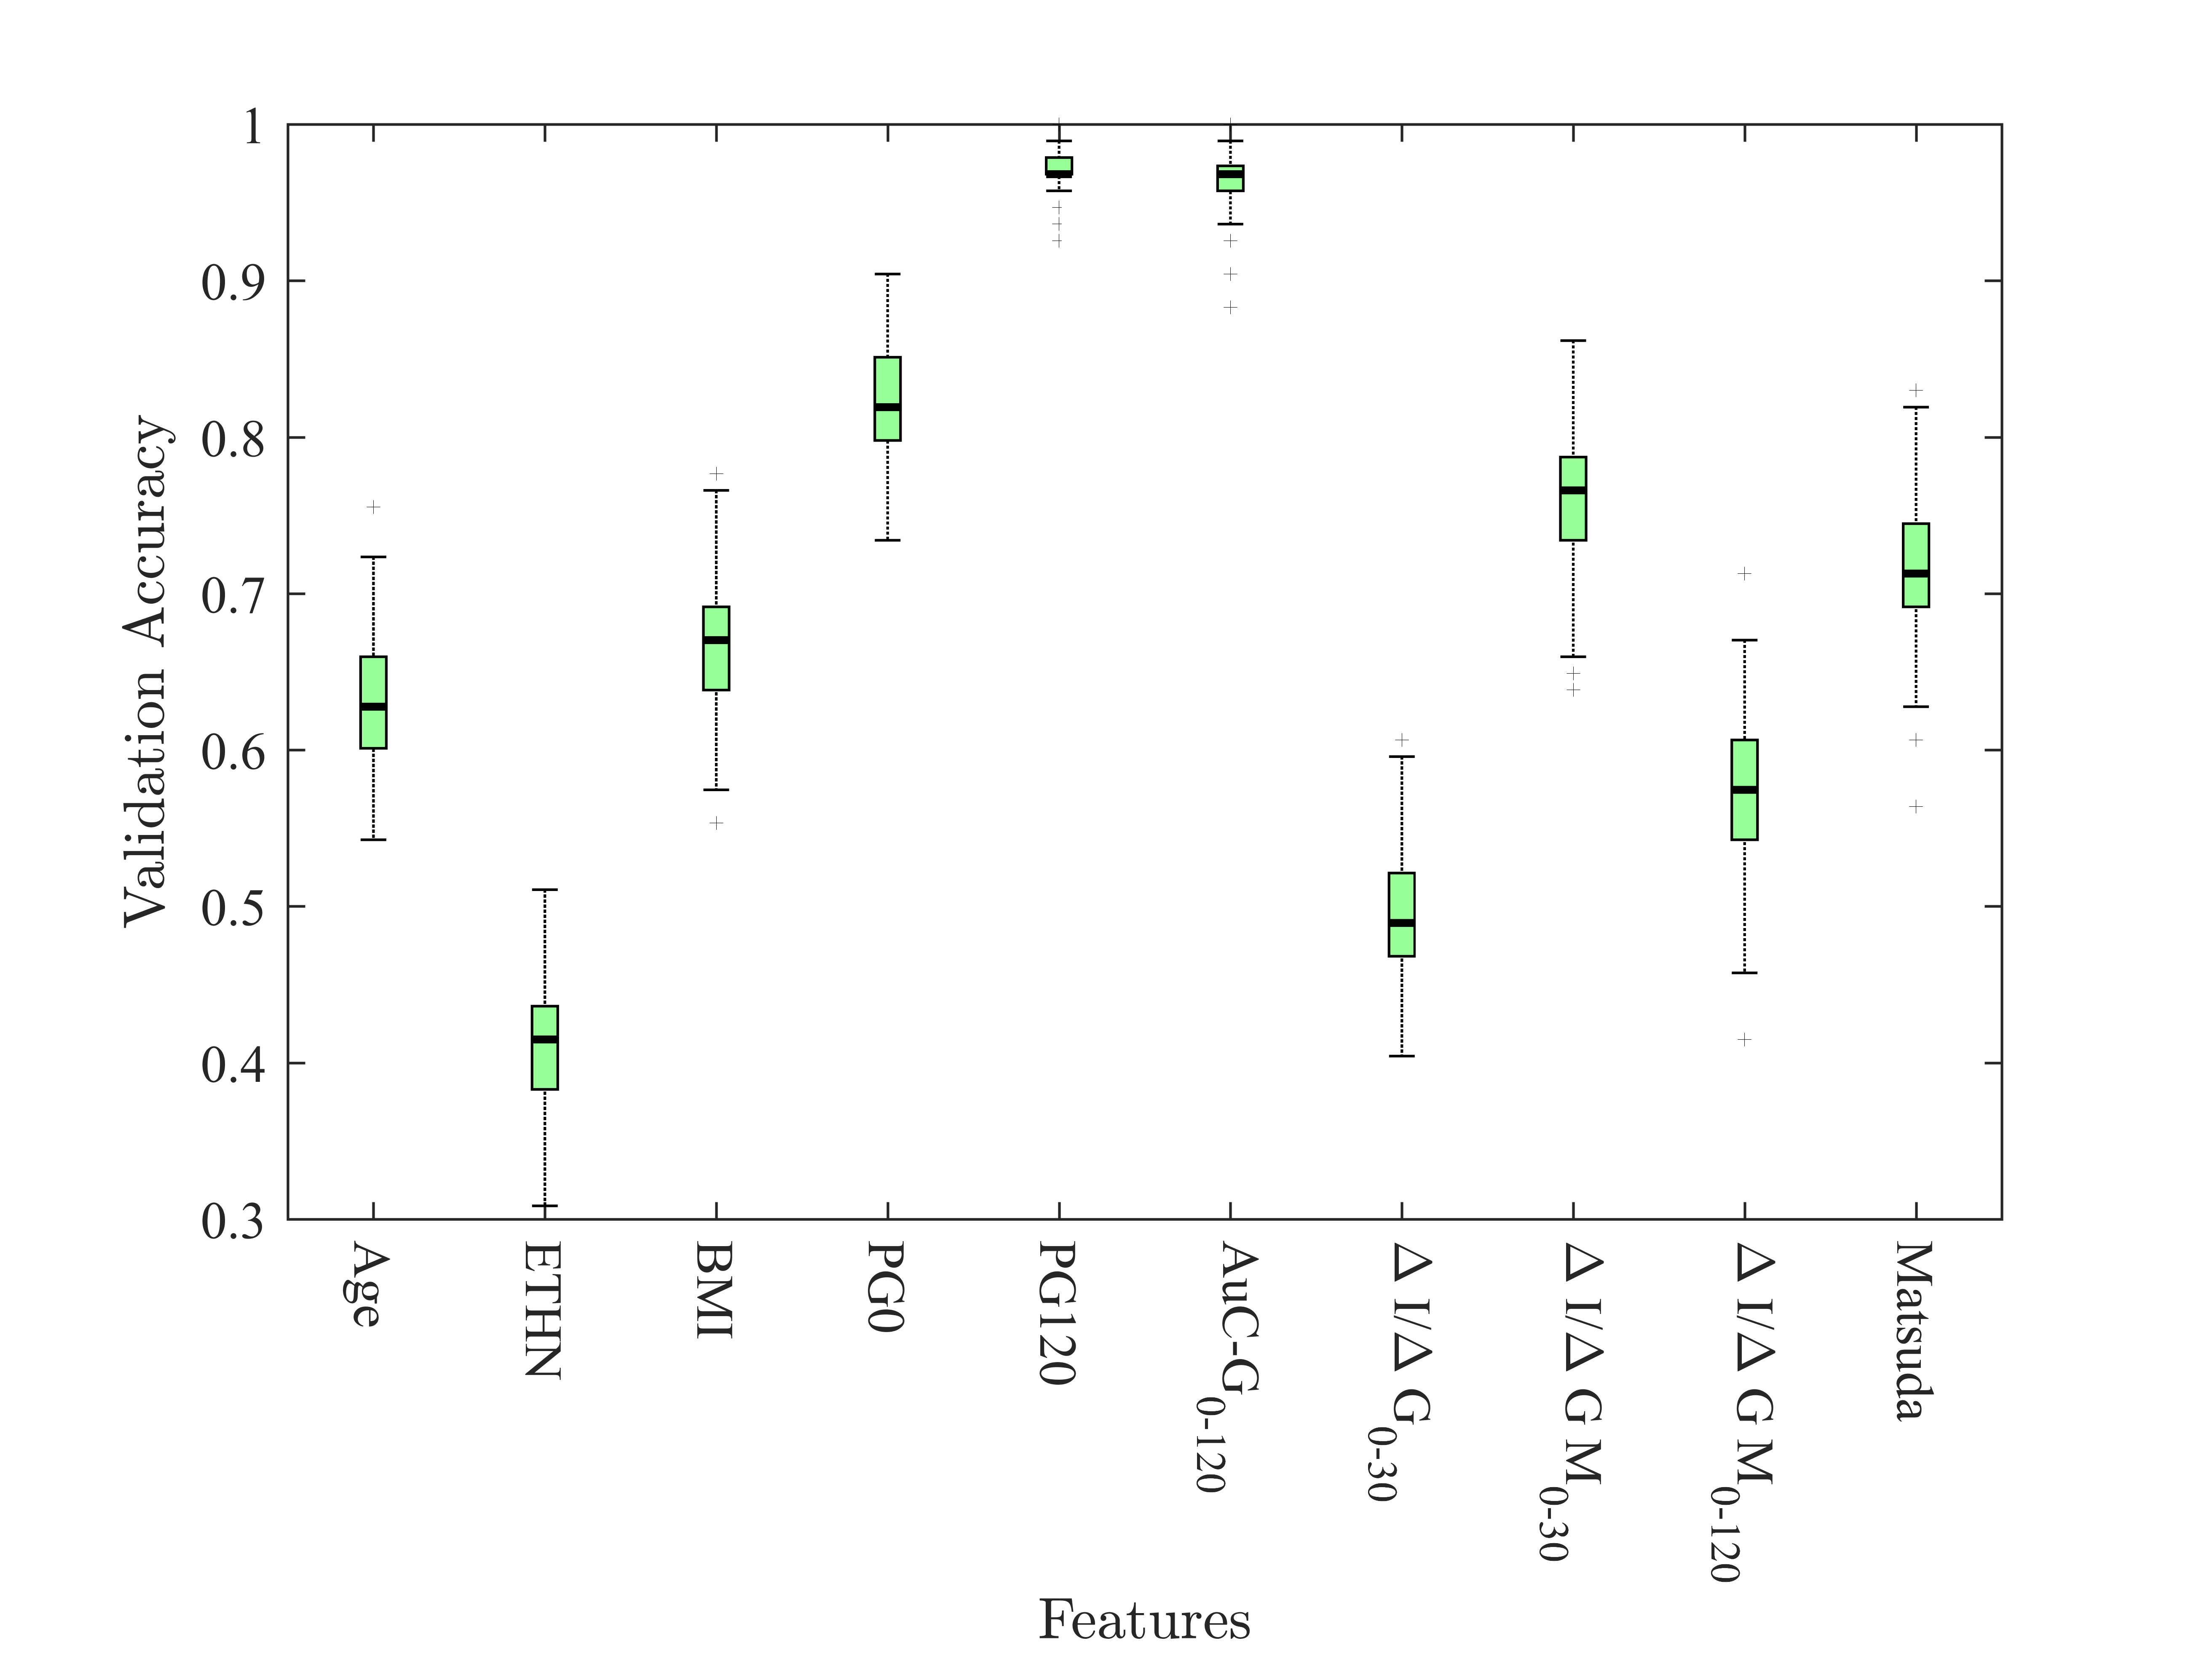 1
0.9
0.8
0.7
0.6
0.5
0.4
0.3
Validation Accuracy
Age
ETHN
BMI
PG0
PG120
AuC-G0-120
Δ I/Δ G0-30
Δ I/Δ G M0-30
Δ I/Δ G M0-120
Matsuda
Features